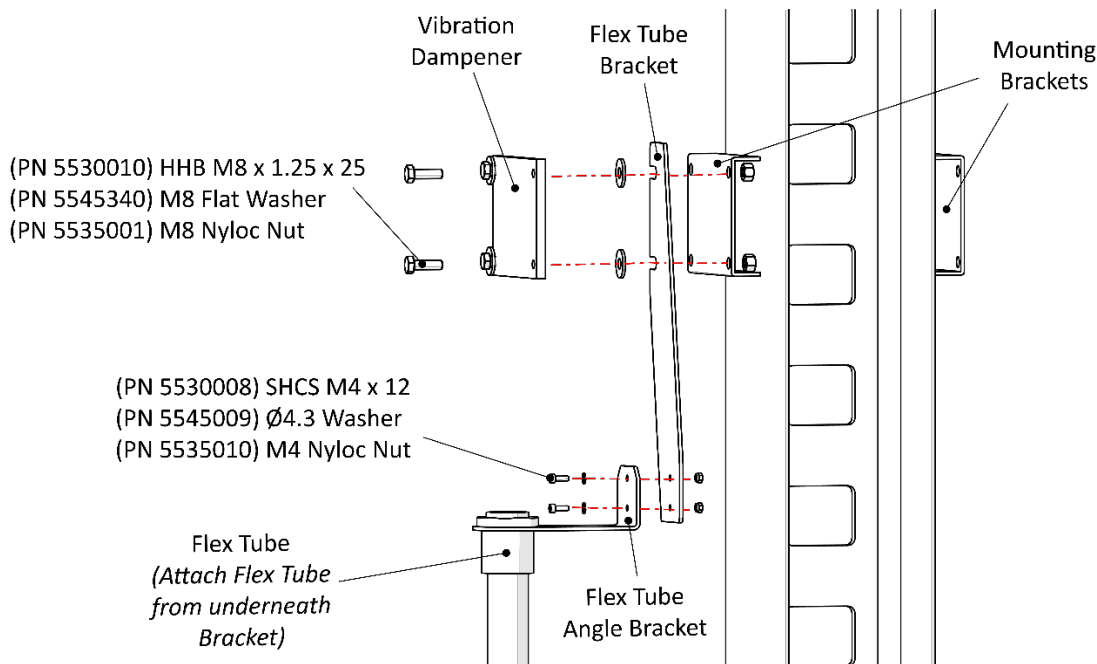 Vibration
Dampener
Flex Tube
Bracket
Mounting
Brackets
(PN 5530010) HHB M8 x 1.25 x 25
(PN 5545340) M8 Flat Washer
(PN 5535001) M8 Nyloc Nut
(PN 5530008) SHCS M4 x 12
(PN 5545009) Ø4.3 Washer
(PN 5535010) M4 Nyloc Nut
Flex Tube
(Attach Flex Tube
from underneath
Bracket)
Flex Tube
Angle Bracket